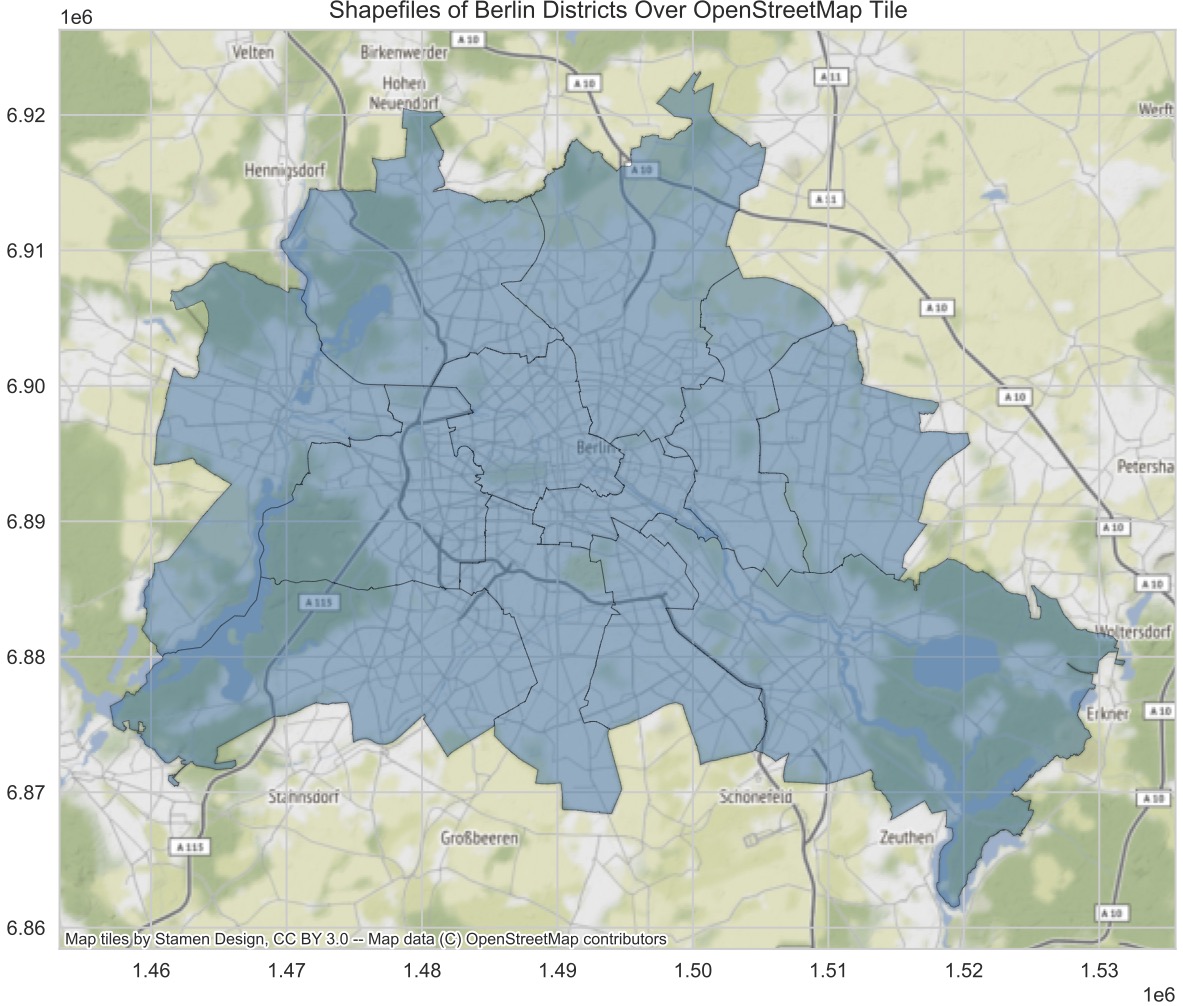 Shapefiles of Berlin Districts Over OpenStreetMap Tile
1e6
Velten
Birkenwerder
A 10
Hohen
Neuendorf
A 10
A 11
Werft
6.92
Hennigsdorf
A 10
A 11
6.91
A 10
6.90
A 10
Berlin
Petersha
6.89
A 10
A 10
A 115
Woltersdorf
6.88
Erkner
A 10
6.87
Stahnsdorf
Schönefeld
A 10
Großbeeren
Zeuthen
A 115
A 10
6.86
Map tiles by Stamen Design, CC BY 3.0 -- Map data (C) OpenStreetMap contributors
1.46
1.47
1.48
1.49
1.50
1.51
1.52
1.53
1e6